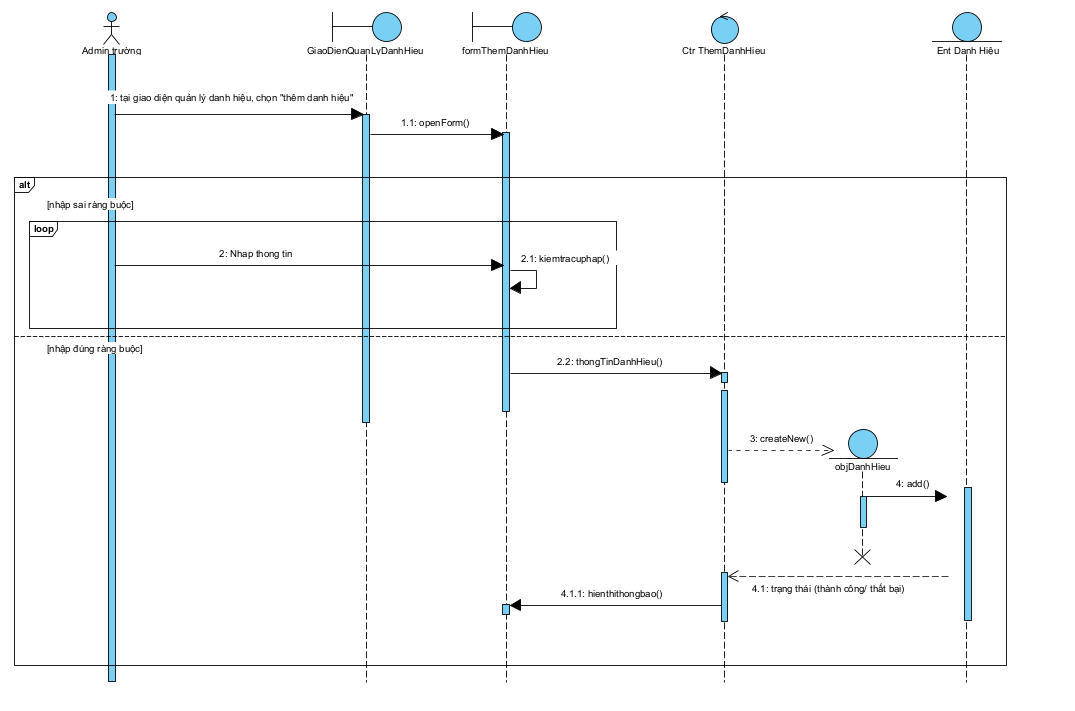 Admin trường
GiaoDienQuanLyDanhHieu
formThemDanhHieu
Ctr ThemDanhHieu
Ent Danh Hiệu
1: tại giao diện quản lý danh hiệu, chọn "thêm danh hiệu"
1.1: openForm()
alt
[nhập sai ràng buộc]
loop
2: Nhap thong tin
2.1: kiemtracuphap()
[nhập đúng ràng buộc]
2.2: thongTinDanhHieu()
3: createNew()
objDanhHieu
4: add()
4.1: trạng thái (thành công/ thất bại)
4.1.1: hienthithongbao()